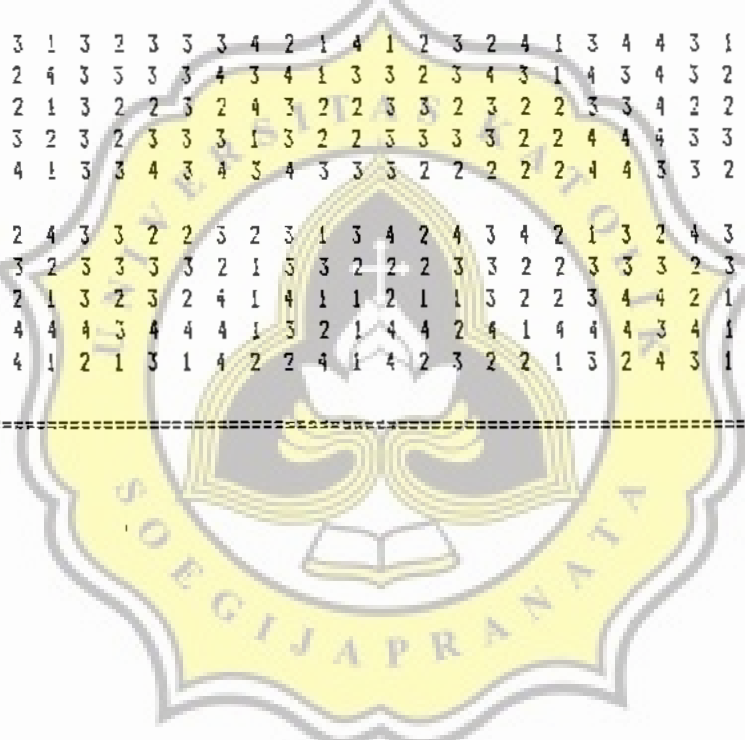 3 1 3 2 3 3 3 4 2 1 4 1 2 3 2 4 1 3 4 4 3 1
2 4 3 3 3 3 4 3 4 1 3 3 2 3 4 3 1 4 3 4 3 2
2 1 3 2 2 3 2 4 3 2 2 3 3 2 3 2 2 3 3 4 2 2
3 2 3 2 3 3 3 1 3 2 2 3 3 3 3 2 2 4 4 4 3 3
4 1 3 3 4 3 4 3 4 3 3 3 2 2 2 2 2 4 4 3 3 2
2 4 3 3 2 2 3 2 3 1 3 4 2 4 3 4 2 1 3 2 4 3
3 2 3 3 3 3 2 1 3 3 2 2 2 3 3 2 2 3 3 3 2 3
2 1 3 2 3 2 4 1 4 1 1 2 1 1 3 2 2 3 4 4 2 1
4 4 4 3 4 4 4 1 3 2 1 4 4 2 4 1 4 4 4 3 4 1
4 1 2 1 3 1 4 2 2 4 1 4 2 3 2 2 1 3 2 4 3 1
UNIVERSITAS KATOLIK
SOEGIJAPRANATA